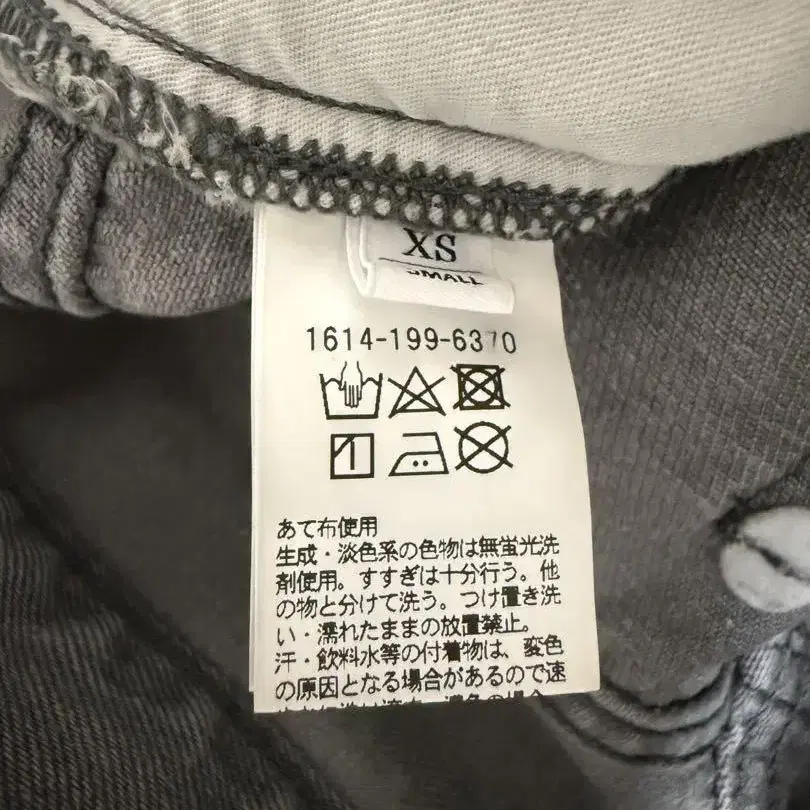 XS
SMALL
1614-199-6370
あて布使用
生成・淡色系の色物は無蛍光洗
剤使用。すすぎは十分行う。他
の物と分けて洗う。つけ置き洗
い・濡れたままの放置禁止。
汗・飲料水等の付着物は、変色
の原因となる場合があるので速